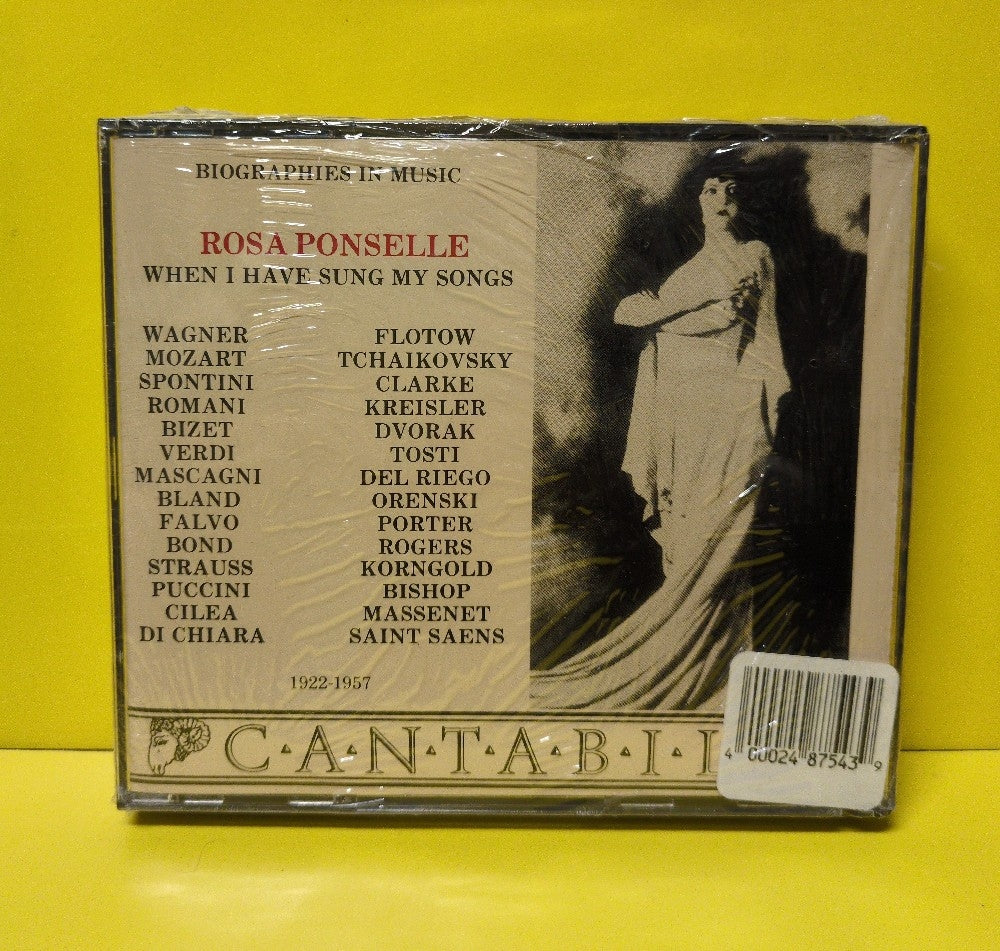 BIOGRAPHIES IN MUSIC
ROSA PONSELLE
WHEN I HAVE SUNG MY SONGS
WAGNER
MOZART
SPONTINI
ROMANI
BIZET
VERDI
MASCAGNI
BLAND
FALVO
BOND
STRAUSS
PUCCINI
CILEA
DI CHIARA
FLOTOW
TCHAIKOVSKY
CLARKE
KREISLER
DVORAK
TOSTI
DEL RIEGO
ORENSKI
PORTER
ROGERS
KORNGOLD
BISHOP
MASSENET
SAINT SAENS
1922-1957
C·A·N·T·A·B·I·
4 00024 87543 9